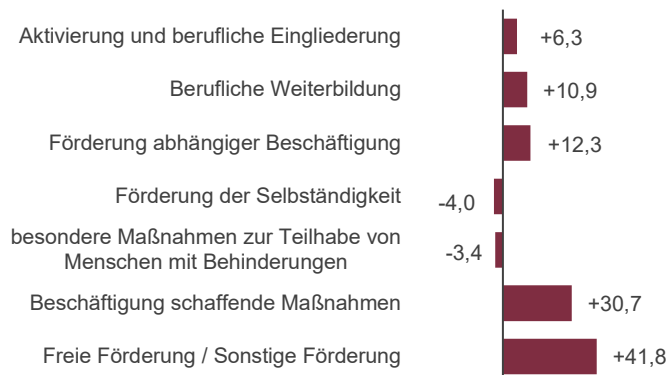 Aktivierung und berufliche Eingliederung +6,3
Berufliche Weiterbildung +10,9
Förderung abhängiger Beschäftigung +12,3
Förderung der Selbständigkeit -4,0
besondere Maßnahmen zur Teilhabe von
Menschen mit Behinderungen -3,4
Beschäftigung schaffende Maßnahmen +30,7
Freie Förderung / Sonstige Förderung +41,8